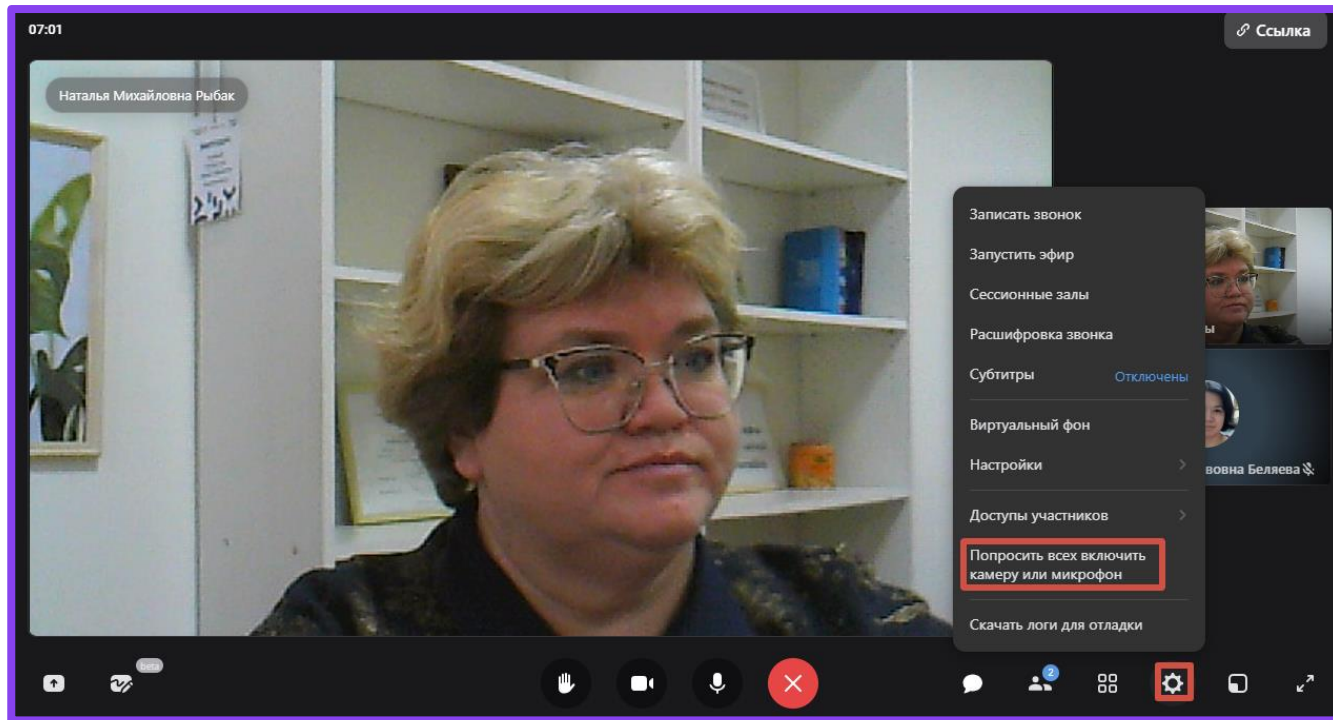 07:01
Ссылка
Наталья Михайловна Рыбак
Записать звонок
Запустить эфир
Сессионные залы
Расшифровка звонка
Субтитры Отключены
Виртуальный фон
Настройки
Доступы участников
Попросить всех включить
камеру или микрофон
Скачать логи для отладки
ы
вовна Беляева
beta
2